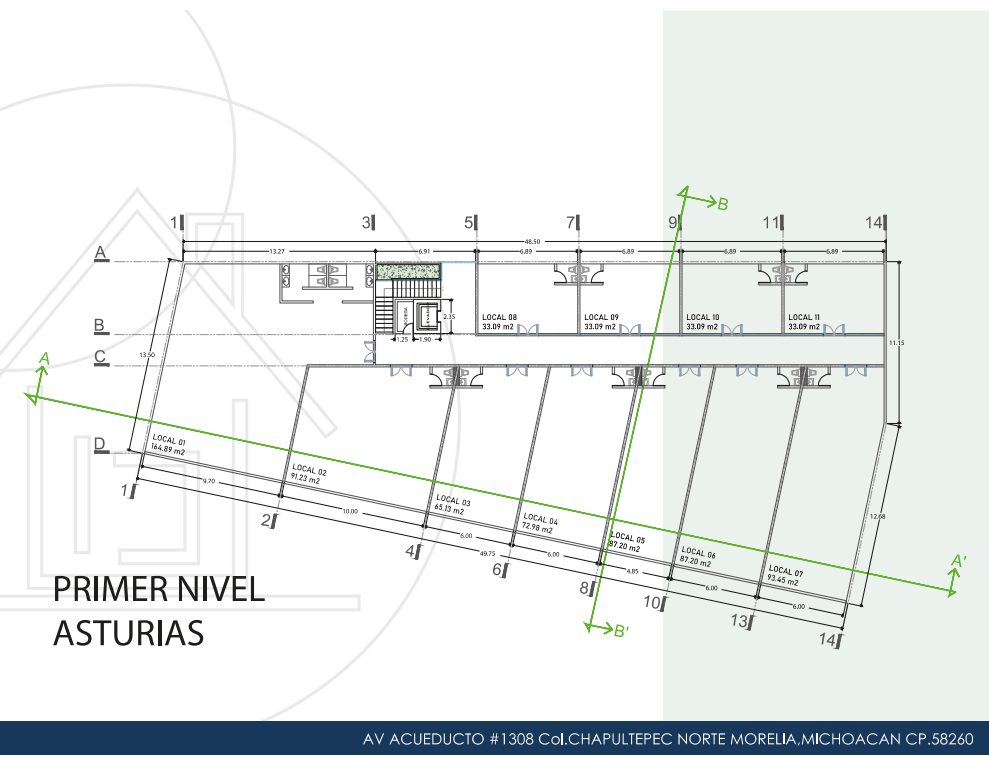 1
3
5
7
9
11
14
B
48.50
13.27
6.91
6.89
6.89
6.89
6.89
A
B
C
D
A
13.50
2.35
1.25
1.90
11.15
LOCAL 08
33.09 m2
LOCAL 09
33.09 m2
LOCAL 10
33.09 m2
LOCAL 11
33.09 m2
LOCAL 01
164.89 m2
LOCAL 02
91.23 m2
LOCAL 03
65.13 m2
LOCAL 04
72.98 m2
LOCAL 05
87.20 m2
LOCAL 06
87.20 m2
LOCAL 07
93.45 m2
12.68
9.70
10.00
6.00
49.75
6.00
4.85
6.00
6.00
1
2
4
6
8
10
13
14
A'
B'
PRIMER NIVEL
ASTURIAS
AV ACUEDUCTO #1308 Col.CHAPULTEPEC NORTE MORELIA,MICHOACAN CP.58260